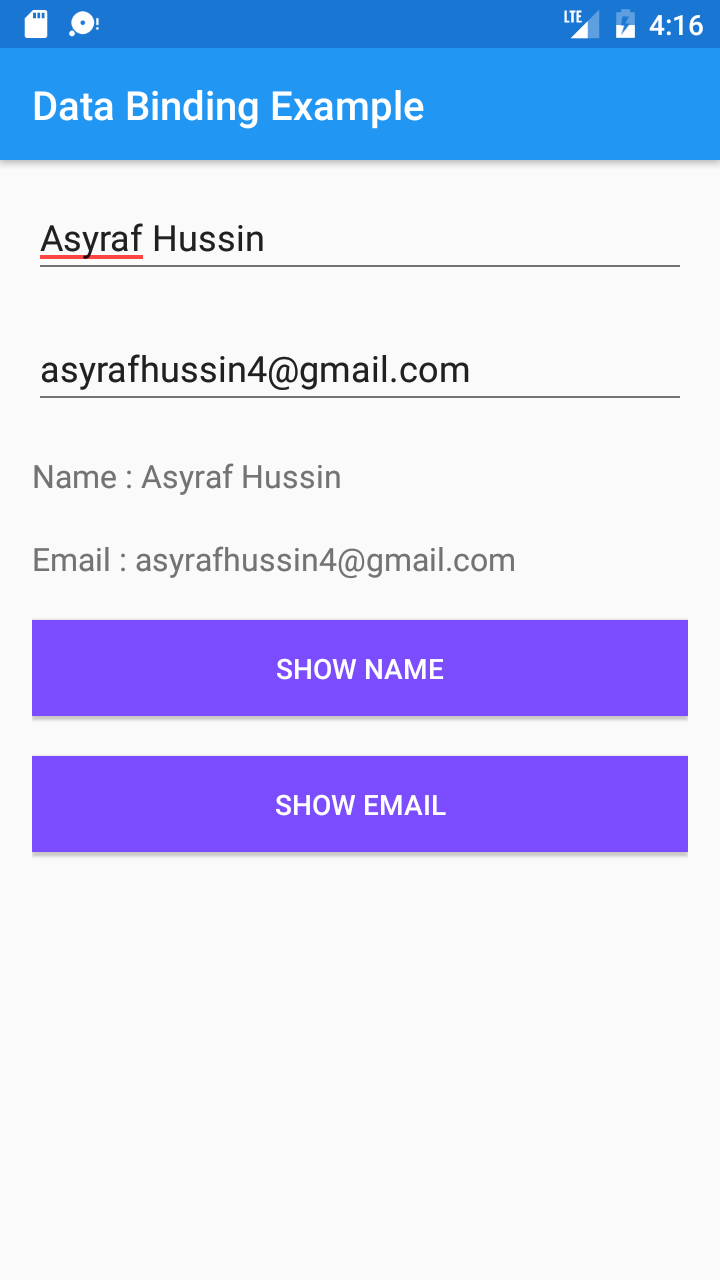 LTE 4:16
Data Binding Example
Asyraf Hussin
asyrafhussin4@gmail.com
Name : Asyraf Hussin
Email : asyrafhussin4@gmail.com
SHOW NAME
SHOW EMAIL